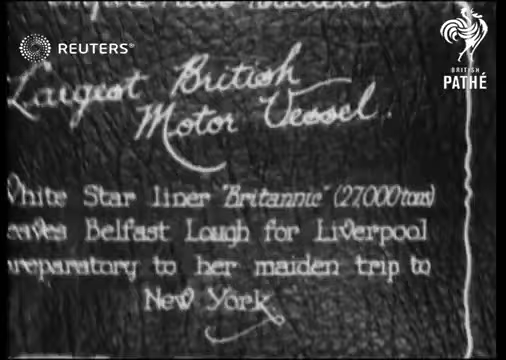 REUTERS®
BRITISH
PATHÉ
Largest British
Motor Vessel.
White Star liner "Britannic" (27,000 tons)
leaves Belfast Lough for Liverpool
preparatory to her maiden trip to
New York